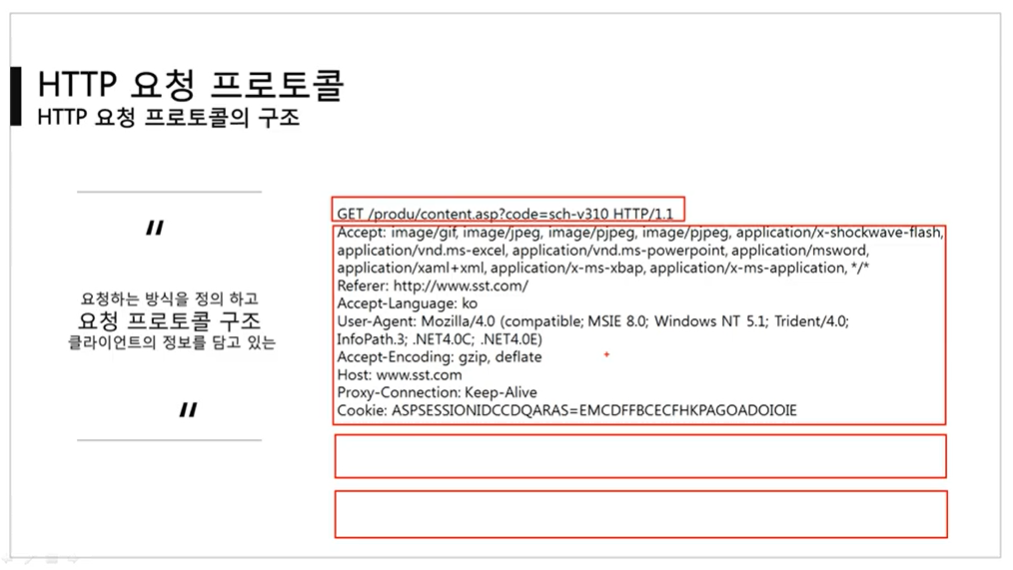 HTTP 요청 프로토콜
HTTP 요청 프로토콜의 구조
"
요청하는 방식을 정의 하고
요청 프로토콜 구조
클라이언트의 정보를 담고 있는
"
GET /produ/content.asp?code=sch-v310 HTTP/1.1
Accept: image/gif, image/jpeg, image/pjpeg, image/pjpeg, application/x-shockwave-flash,
application/vnd.ms-excel, application/vnd.ms-powerpoint, application/msword,
application/xaml+xml, application/x-ms-xbap, application/x-ms-application, */*
Referer: http://www.sst.com/
Accept-Language: ko
User-Agent: Mozilla/4.0 (compatible; MSIE 8.0; Windows NT 5.1; Trident/4.0;
InfoPath.3; .NET4.0C; .NET4.0E)
Accept-Encoding: gzip, deflate
Host: www.sst.com
Proxy-Connection: Keep-Alive
Cookie: ASPSESSIONIDCCDQARAS=EMCDFFBCECFHKPAGOADOIOIE